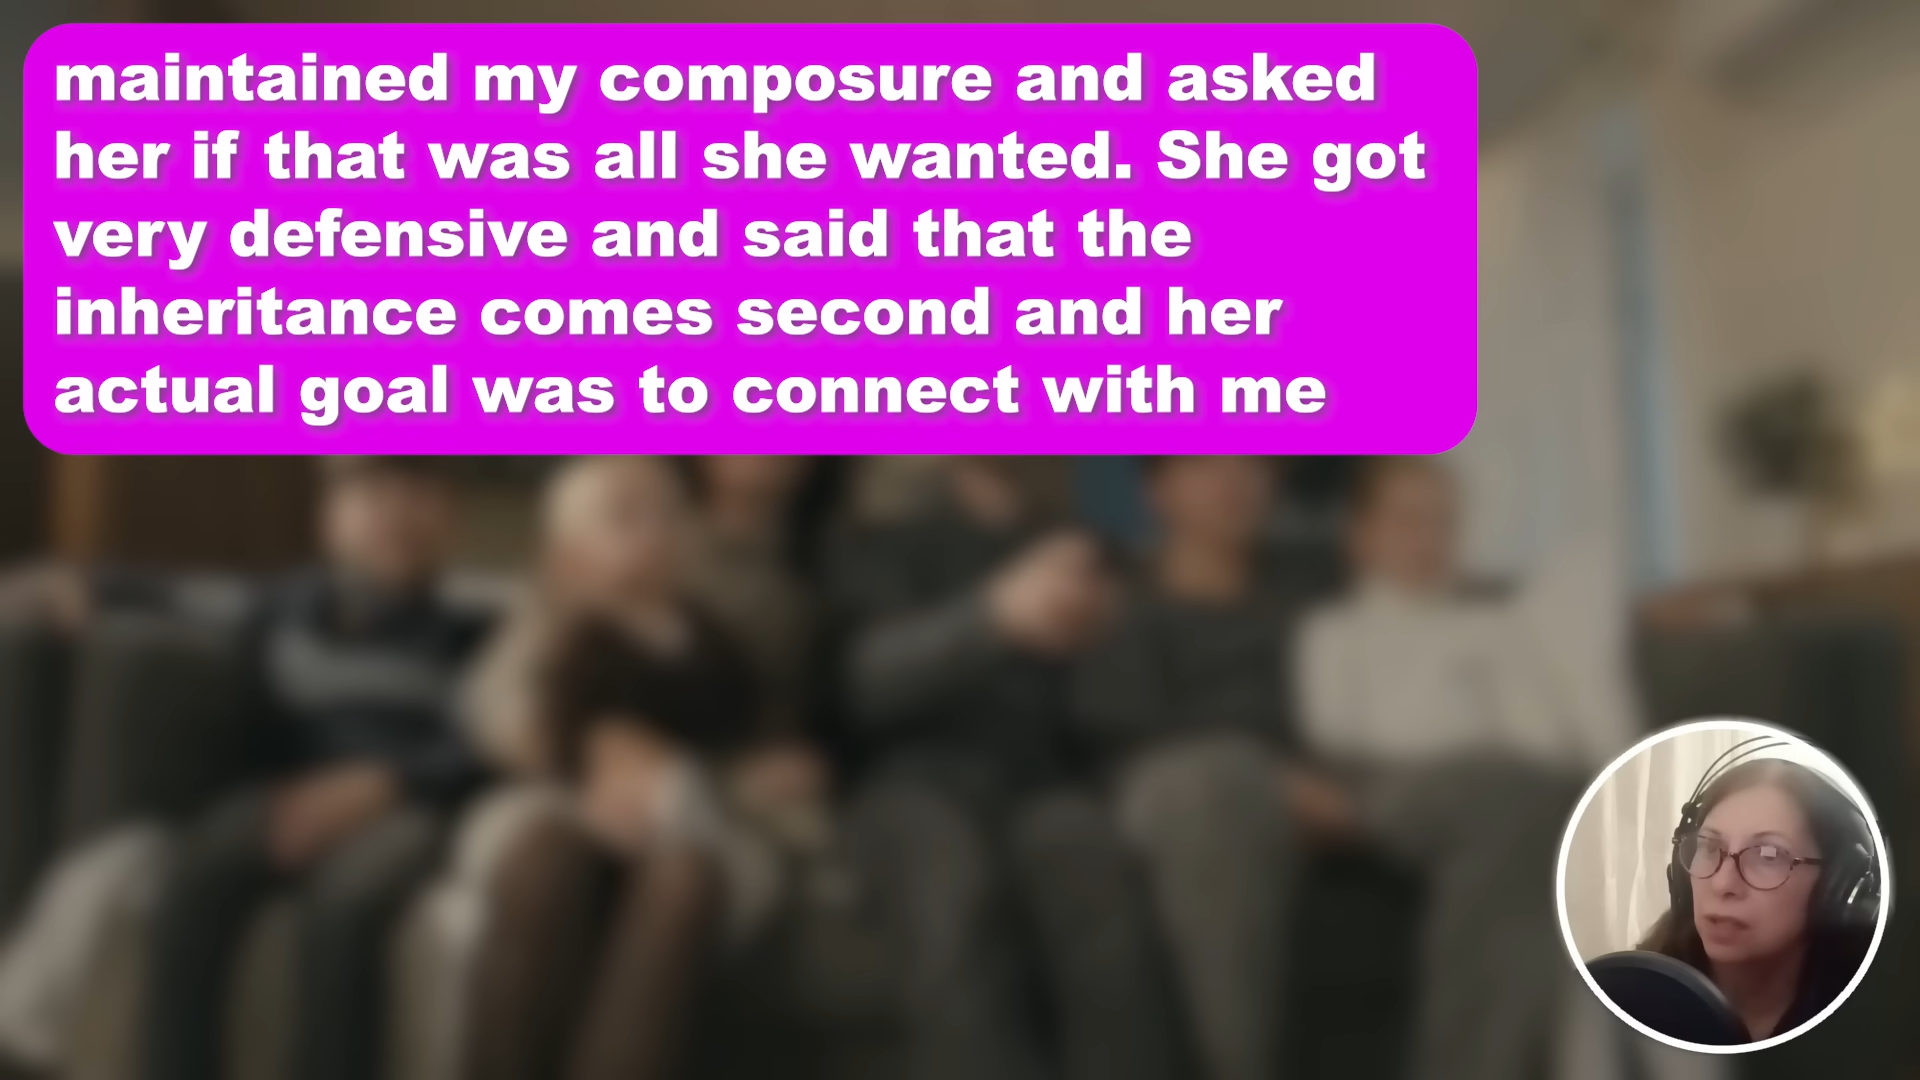 maintained my composure and asked
her if that was all she wanted. She got
very defensive and said that the
inheritance comes second and her
actual goal was to connect with me